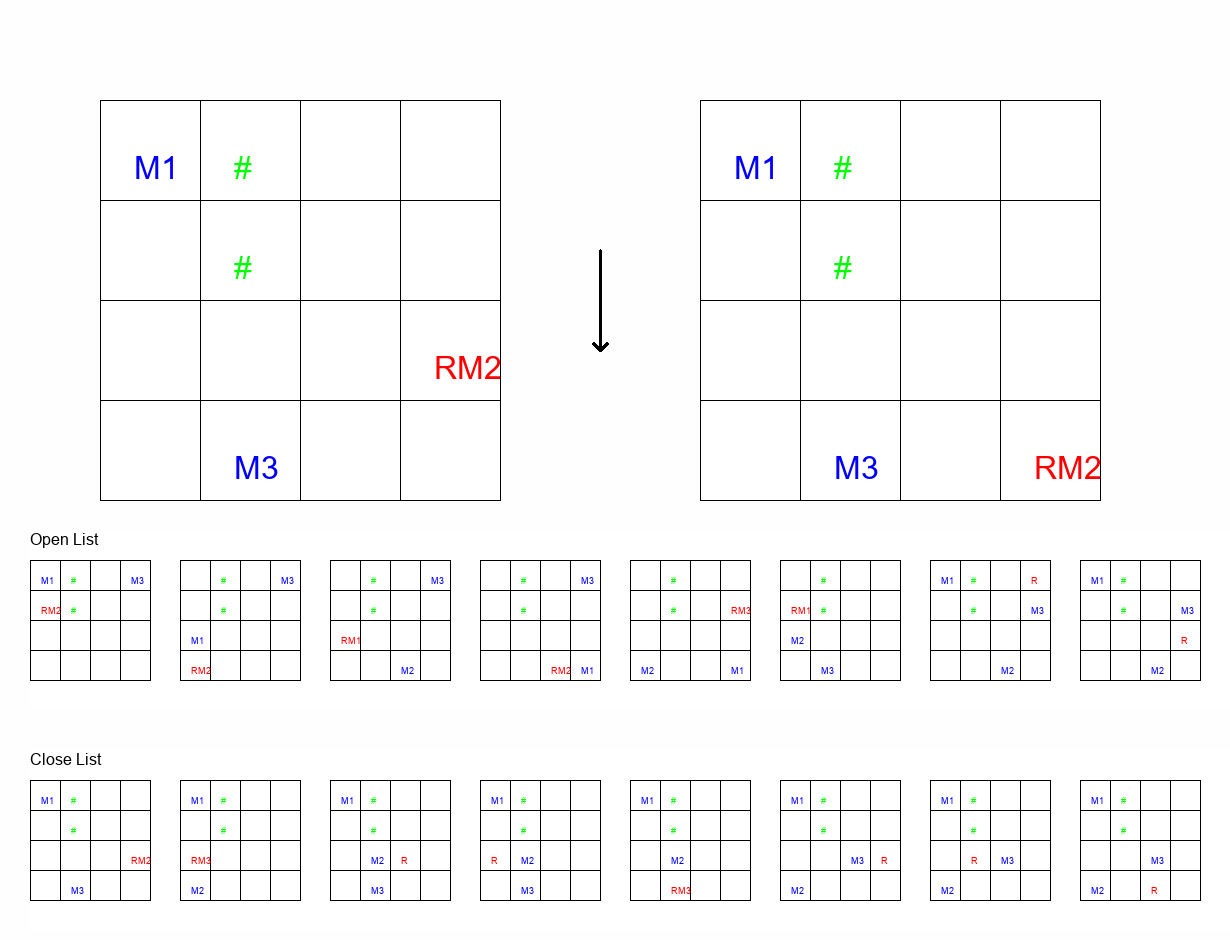 M1 # M1 #
# #
RM2
M3 M3 RM2
Open List
M1 # M3 # M3 # M3 # M3 # # M1 # R M1 #
RM2 # # # # # RM3 RM1 # # M3 # M3
M1 RM1 M2 R
RM2 M2 RM2 M1 M2 M1 M3 M2 M2
Close List
M1 # M1 # M1 # M1 # M1 # M1 # M1 # M1 #
# # # # # # # #
RM2 RM3 M2 R R M2 M2 M3 R R M3 M3
M3 M2 M3 M3 RM3 M2 M2 M2 R